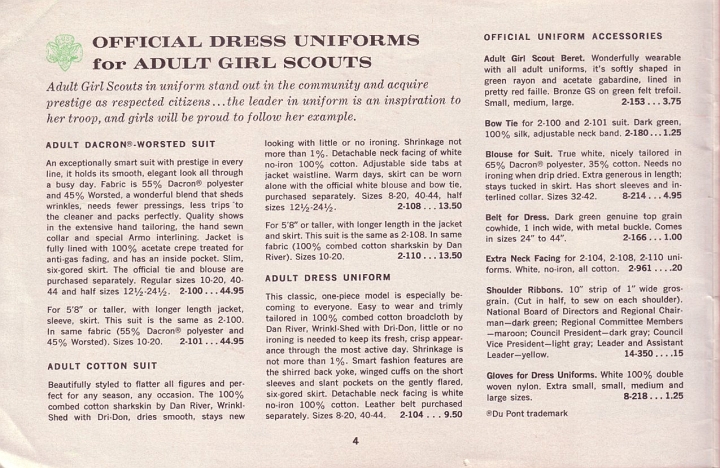 OFFICIAL DRESS UNIFORMS
for ADULT GIRL SCOUTS
Adult Girl Scouts in uniform stand out in the community and acquire
prestige as respected citizens...the leader in uniform is an inspiration to
her troop, and girls will be proud to follow her example.
ADULT DACRON®-WORSTED SUIT
An exceptionally smart suit with prestige in every
line, it holds its smooth, elegant look all through
a busy day. Fabric is 55% Dacron® polyester
and 45% Worsted, a wonderful blend that sheds
wrinkles, needs fewer pressings, less trips to
the cleaner and packs perfectly. Quality shows
in the extensive hand tailoring, the hand sewn
collar and special Armo interlining. Jacket is
fully lined with 100% acetate crepe treated for
anti-gas fading, and has an inside pocket. Slim,
six-gored skirt. The official tie and blouse are
purchased separately. Regular sizes 10-20, 40-
44 and half sizes 12½-24½. 2-100...44.95
For 5'8" or taller, with longer length jacket,
sleeve, skirt. This suit is the same as 2-100.
In same fabric (55% Dacron® polyester and
45% Worsted). Sizes 10-20. 2-101...44.95
ADULT COTTON SUIT
Beautifully styled to flatter all figures and per-
fect for any season, any occasion. The 100%
combed cotton sharkskin by Dan River, Wrinkl-
Shed with Dri-Don, dries smooth, stays new
looking with little or no ironing. Shrinkage not
more than 1%. Detachable neck facing of white
no-iron 100% cotton. Adjustable side tabs at
jacket waistline. Warm days, skirt can be worn
alone with the official white blouse and bow tie,
purchased separately. Sizes 8-20, 40-44, half
sizes 12½-24½. 2-108...13.50
For 5'8" or taller, with longer length in the jacket
and skirt. This suit is the same as 2-108. In same
fabric (100% combed cotton sharkskin by Dan
River). Sizes 10-20. 2-110...13.50
ADULT DRESS UNIFORM
This classic, one-piece model is especially be-
coming to everyone. Easy to wear and trimly
tailored in 100% combed cotton broadcloth by
Dan River, Wrinkl-Shed with Dri-Don, little or no
ironing is needed to keep its fresh, crisp appear-
ance through the most active day. Shrinkage is
not more than 1%. Smart fashion features are
the shirred back yoke, winged cuffs on the short
sleeves and slant pockets on the gently flared,
six-gored skirt. Detachable neck facing is white
no-iron 100% cotton. Leather belt purchased
separately. Sizes 8-20, 40-44. 2-104...9.50
OFFICIAL UNIFORM ACCESSORIES
Adult Girl Scout Beret. Wonderfully wearable
with all adult uniforms, it's softly shaped in
green rayon and acetate gabardine, lined in
pretty red faille. Bronze GS on green felt trefoil.
Small, medium, large. 2-153...3.75
Bow Tie for 2-100 and 2-101 suit. Dark green,
100% silk, adjustable neck band. 2-180...1.25
Blouse for Suit. True white, nicely tailored in
65% Dacron® polyester, 35% cotton. Needs no
ironing when drip dried. Extra generous in length;
stays tucked in skirt. Has short sleeves and in-
terlined collar. Sizes 32-42. 8-214...4.95
Belt for Dress. Dark green genuine top grain
cowhide, 1 inch wide, with metal buckle. Comes
in sizes 24" to 44". 2-166...1.00
Extra Neck Facing for 2-104, 2-108, 2-110 uni-
forms. White, no-iron, all cotton. 2-961....20
Shoulder Ribbons. 10" strip of 1" wide gros-
grain. (Cut in half, to sew on each shoulder).
National Board of Directors and Regional Chair-
man—dark green; Regional Committee Members
—maroon; Council President—dark gray; Council
Vice President—light gray; Leader and Assistant
Leader—yellow. 14-350....15
Gloves for Dress Uniforms. White 100% double
woven nylon. Extra small, small, medium and
large sizes. 8-218...1.25
®Du Pont trademark
4